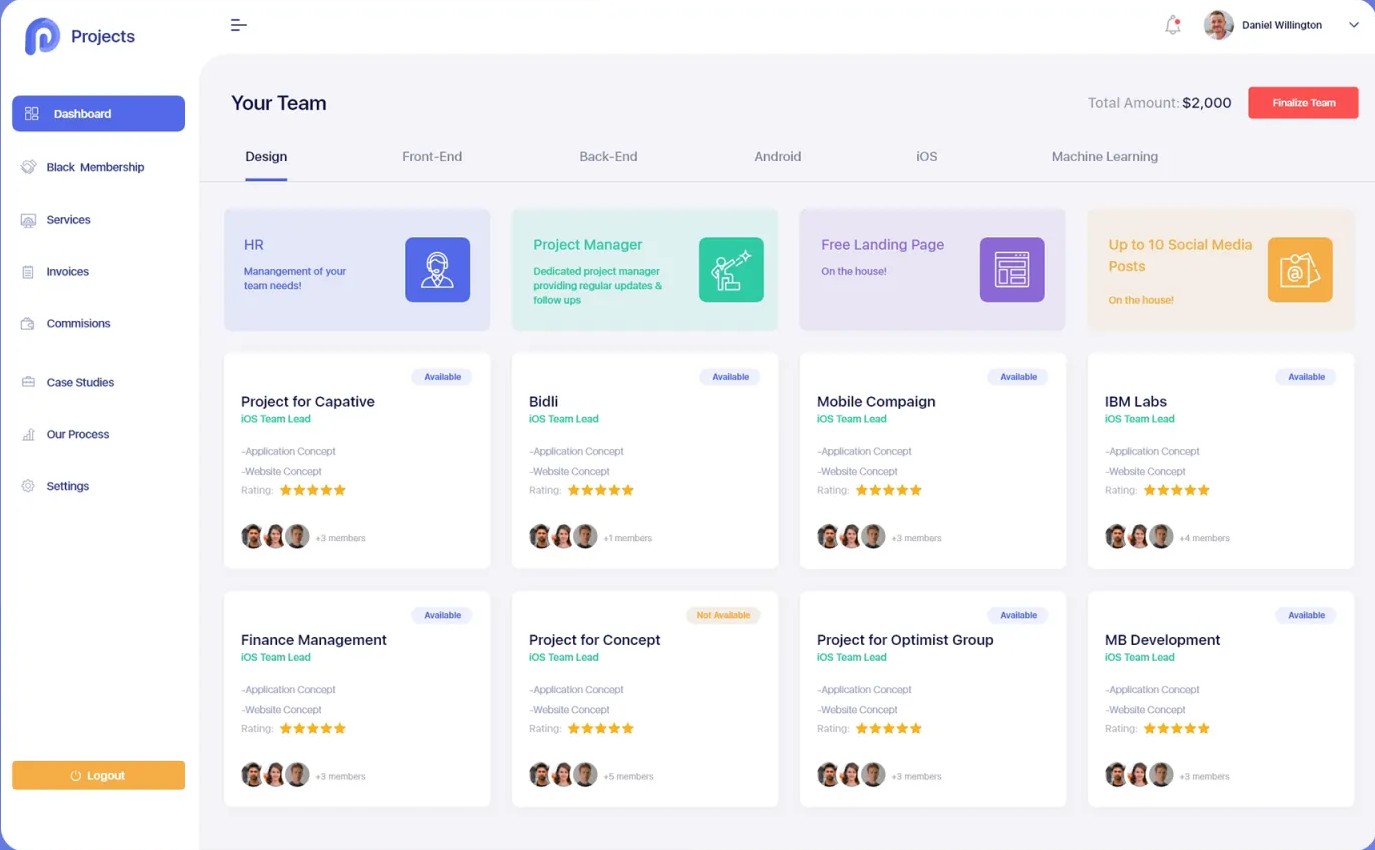 Projects
Daniel Willington
Dashboard
Black Membership
Services
Invoices
Commisions
Case Studies
Our Process
Settings
Logout
Your Team
Total Amount: $2,000
Finalize Team
Design
Front-End
Back-End
Android
iOS
Machine Learning
HR
Manangement of your
team needs!
Project Manager
Dedicated project manager
providing regular updates &
follow ups
Free Landing Page
On the house!
Up to 10 Social Media
Posts
On the house!
Available
Project for Capative
iOS Team Lead
-Application Concept
-Website Concept
Rating:
+3 members
Available
Bidli
iOS Team Lead
-Application Concept
-Website Concept
Rating:
+1 members
Available
Mobile Compaign
iOS Team Lead
-Application Concept
-Website Concept
Rating:
+3 members
Available
IBM Labs
iOS Team Lead
-Application Concept
-Website Concept
Rating:
+4 members
Available
Finance Management
iOS Team Lead
-Application Concept
-Website Concept
Rating:
+3 members
Not Available
Project for Concept
iOS Team Lead
-Application Concept
-Website Concept
Rating:
+5 members
Available
Project for Optimist Group
iOS Team Lead
-Application Concept
-Website Concept
Rating:
+3 members
Available
MB Development
iOS Team Lead
-Application Concept
-Website Concept
Rating:
+3 members